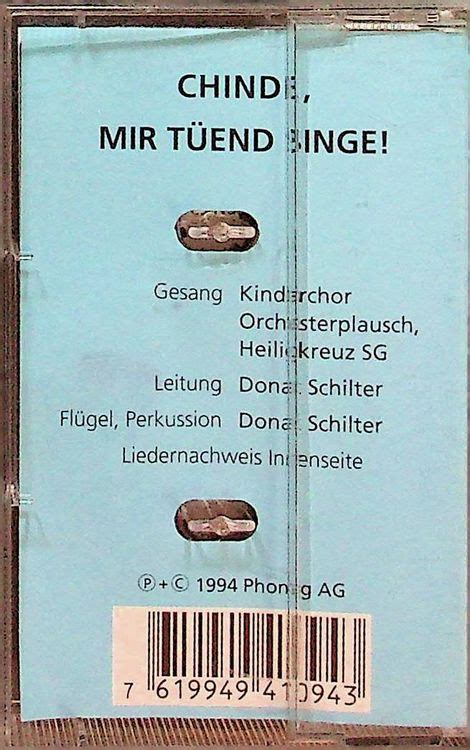 CHINDE,
MIR TÜEND SINGE!
Gesang Kinderchor
Orchesterplausch,
Heiligkreuz SG
Leitung Donat Schilter
Flügel, Perkussion Donat Schilter
Liedernachweis Innenseite
℗ + © 1994 Phonag AG
7 619949 410943